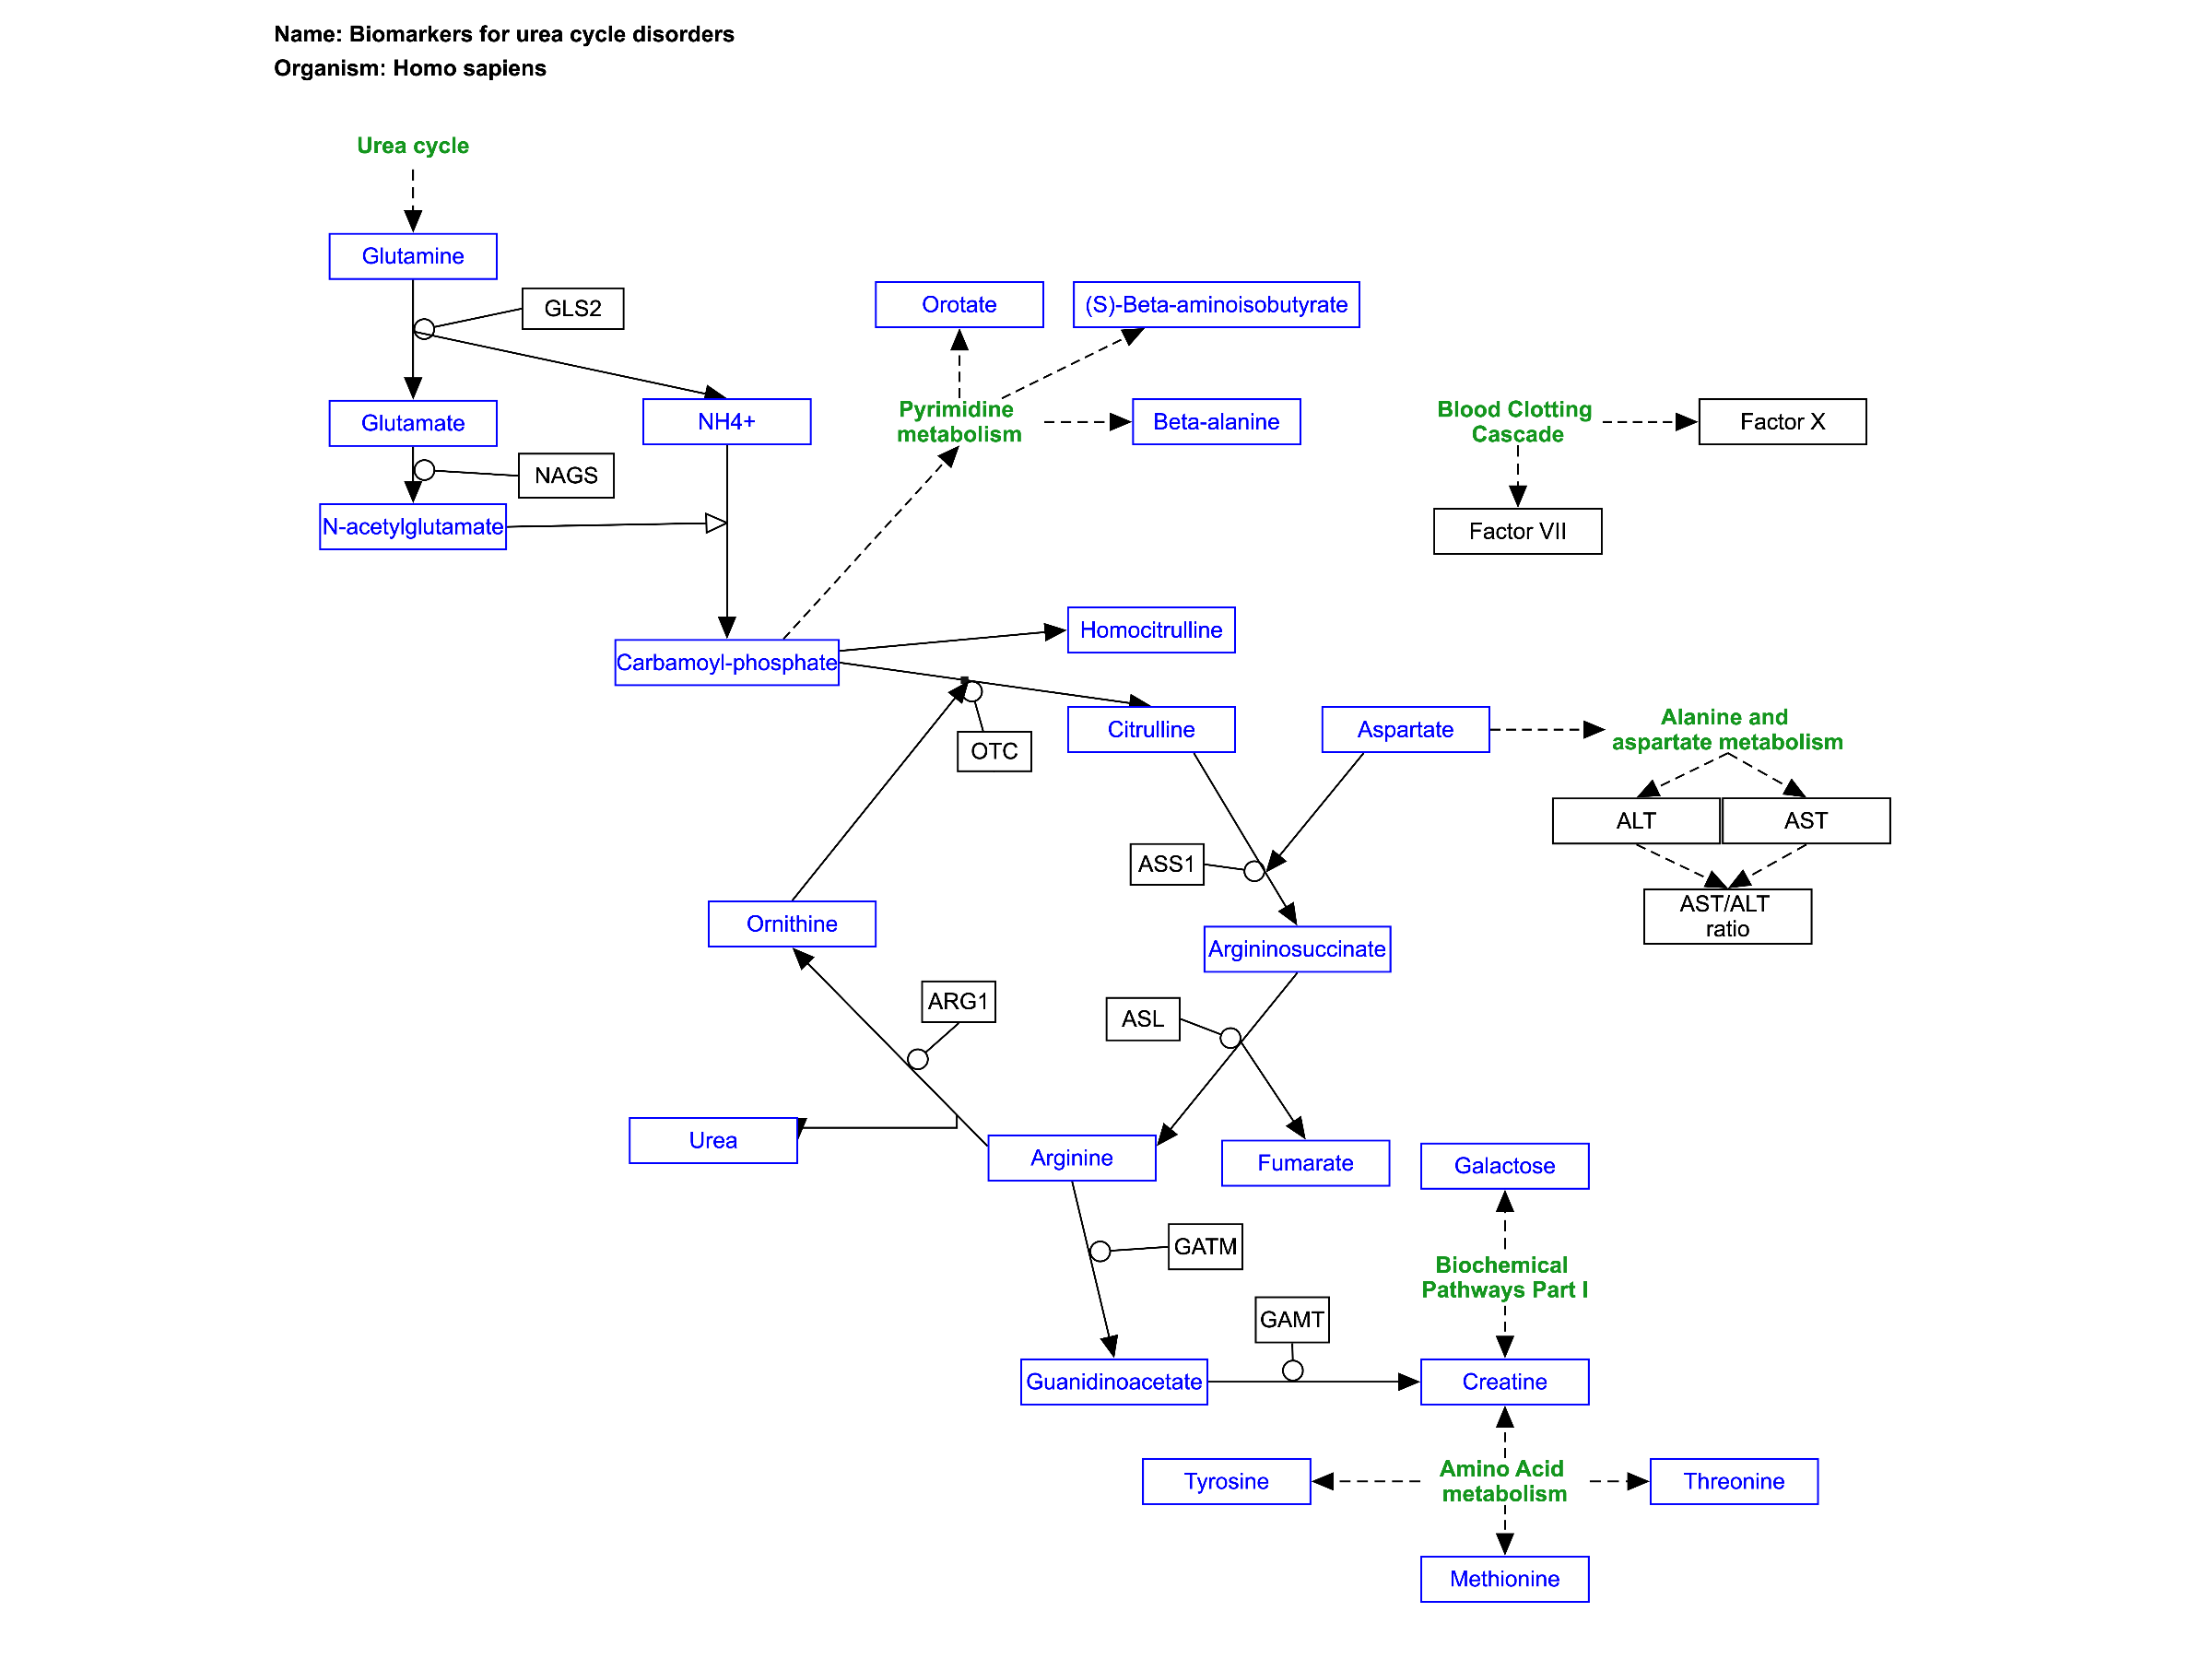 Name: Biomarkers for urea cycle disorders
Organism: Homo sapiens
Urea cycle
Glutamine
GLS2
Orotate
(S)-Beta-aminoisobutyrate
Glutamate
NH4+
Pyrimidine
metabolism
Beta-alanine
Blood Clotting
Cascade
Factor X
NAGS
N-acetylglutamate
Factor VII
Homocitrulline
Carbamoyl-phosphate
Citrulline
Aspartate
Alanine and
aspartate metabolism
OTC
ALT
AST
ASS1
AST/ALT
ratio
Ornithine
Argininosuccinate
ARG1
ASL
Urea
Arginine
Fumarate
Galactose
GATM
Biochemical
Pathways Part I
GAMT
Guanidinoacetate
Creatine
Tyrosine
Amino Acid
metabolism
Threonine
Methionine